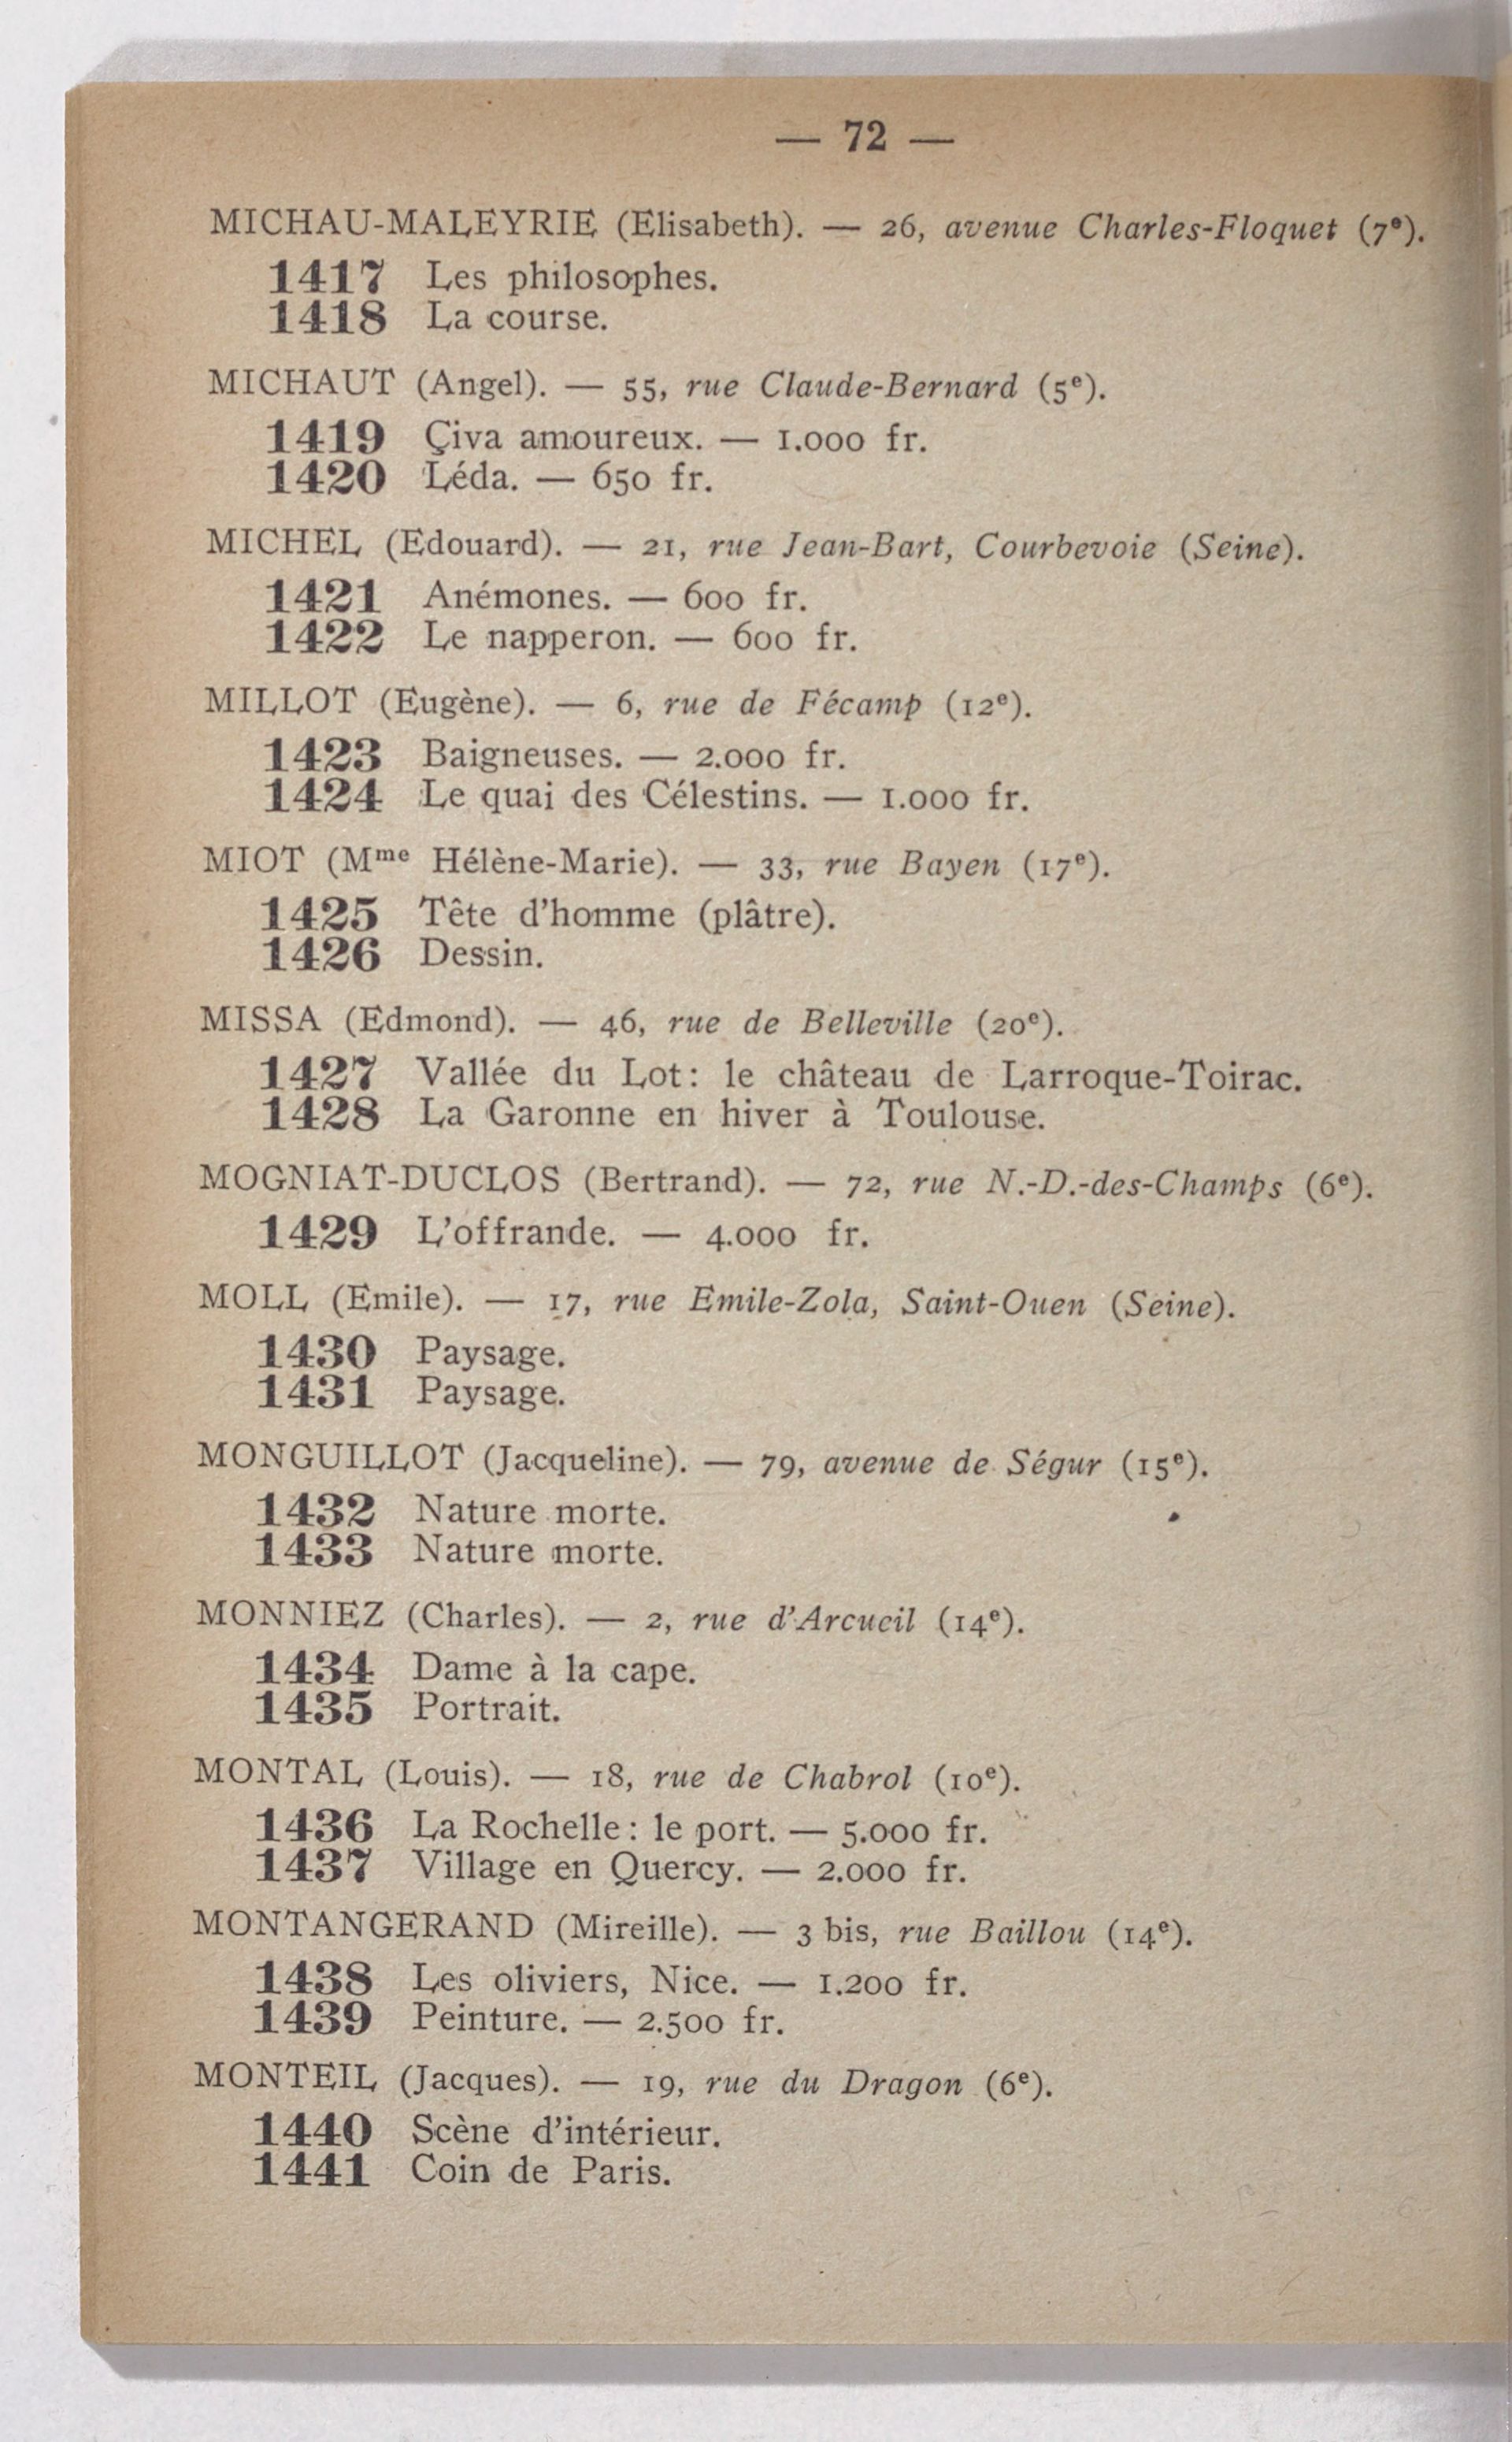 — 72 —
MICHAU-MALEYRIE (Elisabeth). — 26, avenue Charles-Floquet (7e).
1417 Les philosophes.
1418 La course.
MICHAUT (Angel). — 55, rue Claude-Bernard (5e).
1419 Çiva amoureux. — 1.000 fr.
1420 Léda. — 650 fr.
MICHEL (Edouard). — 21, rue Jean-Bart, Courbevoie (Seine).
1421 Anémones. — 600 fr.
1422 Le napperon. — 600 fr.
MILLOT (Eugène). — 6, rue de Fécamp (12e).
1423 Baigneuses. — 2.000 fr.
1424 Le quai des Célestins. — 1.000 fr.
MIOT (Mme Hélène-Marie). — 33, rue Bayen (17e).
1425 Tête d'homme (plâtre).
1426 Dessin.
MISSA (Edmond). — 46, rue de Belleville (20e).
1427 Vallée du Lot : le château de Larroque-Toirac.
1428 La Garonne en hiver à Toulouse.
MOGNIAT-DUCLOS (Bertrand). — 72, rue N.-D.-des-Champs (6e).
1429 L'offrande. — 4.000 fr.
MOLL (Emile). — 17, rue Emile-Zola, Saint-Ouen (Seine).
1430 Paysage.
1431 Paysage.
MONGUILLOT (Jacqueline). — 79, avenue de Ségur (15e).
1432 Nature morte.
1433 Nature morte.
MONNIEZ (Charles). — 2, rue d'Arcueil (14e).
1434 Dame à la cape.
1435 Portrait.
MONTAL (Louis). — 18, rue de Chabrol (10e).
1436 La Rochelle : le port. — 5.000 fr.
1437 Village en Quercy. — 2.000 fr.
MONTANGERAND (Mireille). — 3 bis, rue Baillou (14e).
1438 Les oliviers, Nice. — 1.200 fr.
1439 Peinture. — 2.500 fr.
MONTEIL (Jacques). — 19, rue du Dragon (6e).
1440 Scène d'intérieur.
1441 Coin de Paris.